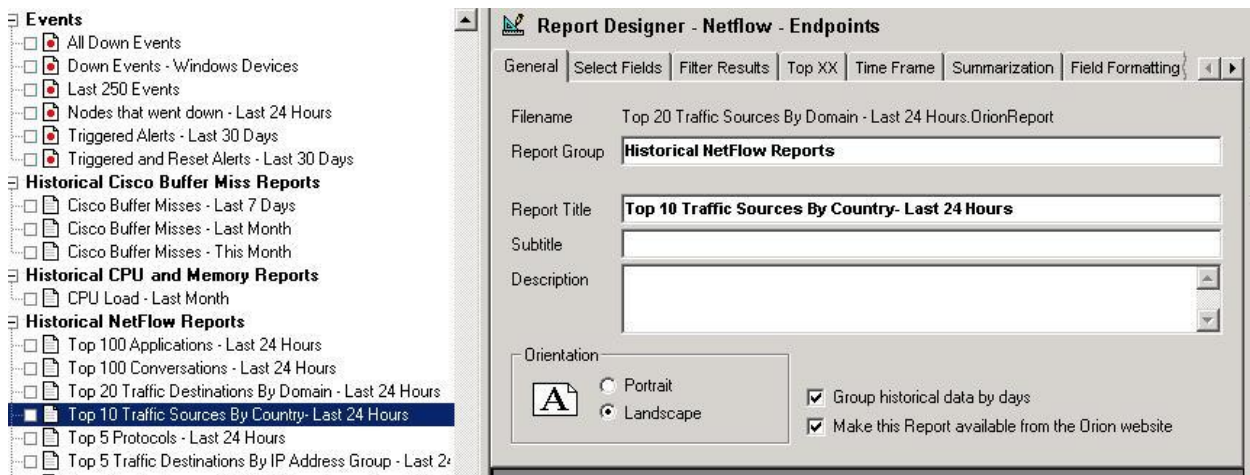 Events
All Down Events
Down Events - Windows Devices
Last 250 Events
Nodes that went down - Last 24 Hours
Triggered Alerts - Last 30 Days
Triggered and Reset Alerts - Last 30 Days
Historical Cisco Buffer Miss Reports
Cisco Buffer Misses - Last 7 Days
Cisco Buffer Misses - Last Month
Cisco Buffer Misses - This Month
Historical CPU and Memory Reports
CPU Load - Last Month
Historical NetFlow Reports
Top 100 Applications - Last 24 Hours
Top 100 Conversations - Last 24 Hours
Top 20 Traffic Destinations By Domain - Last 24 Hours
Top 10 Traffic Sources By Country- Last 24 Hours
Top 5 Protocols - Last 24 Hours
Top 5 Traffic Destinations By IP Address Group - Last 2
Report Designer - Netflow - Endpoints
General Select Fields Filter Results Top XX Time Frame Summarization Field Formatting
Filename Top 20 Traffic Sources By Domain - Last 24 Hours.OrionReport
Report Group Historical NetFlow Reports
Report Title Top 10 Traffic Sources By Country- Last 24 Hours
Subtitle
Description
Orientation
A
Portrait
Landscape
Group historical data by days
Make this Report available from the Orion website